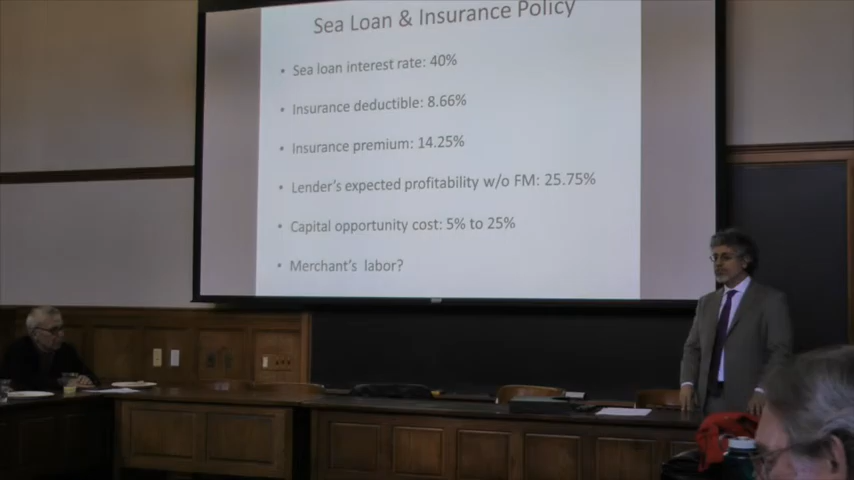 Sea Loan & Insurance Policy
• Sea loan interest rate: 40%
• Insurance deductible: 8.66%
• Insurance premium: 14.25%
• Lender's expected profitability w/o FM: 25.75%
• Capital opportunity cost: 5% to 25%
• Merchant's labor?